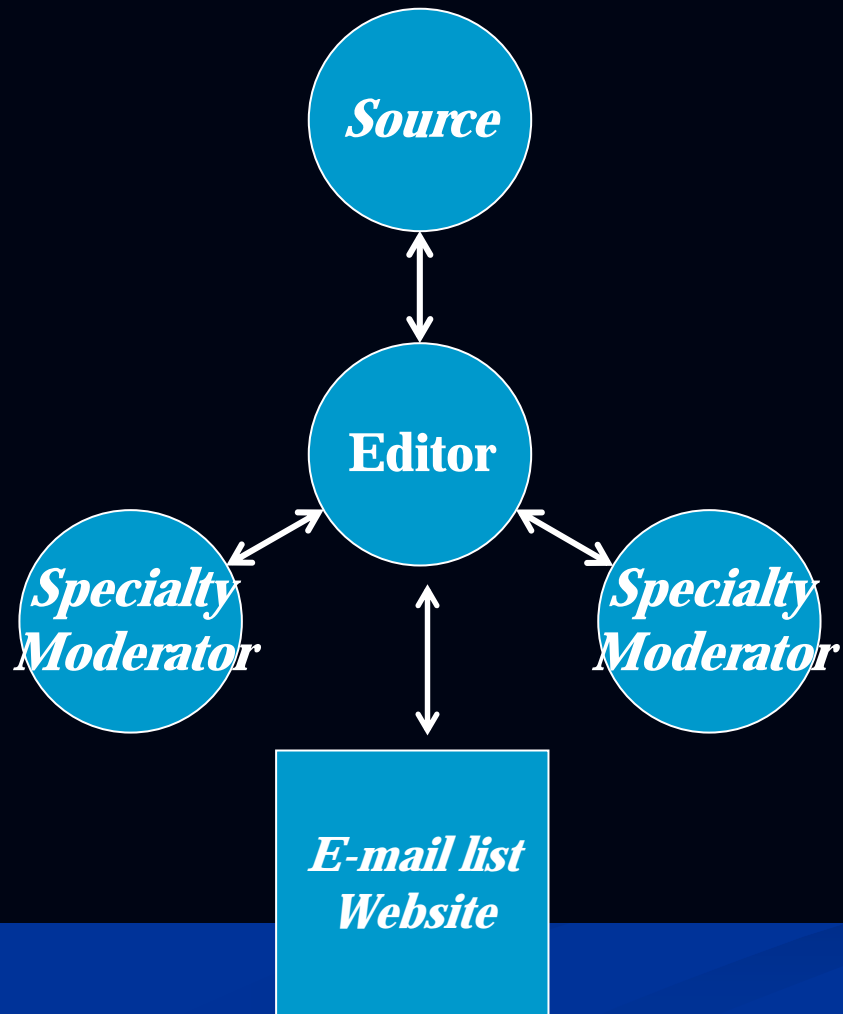 Source
Editor
Specialty
Moderator
Specialty
Moderator
E-mail list
Website